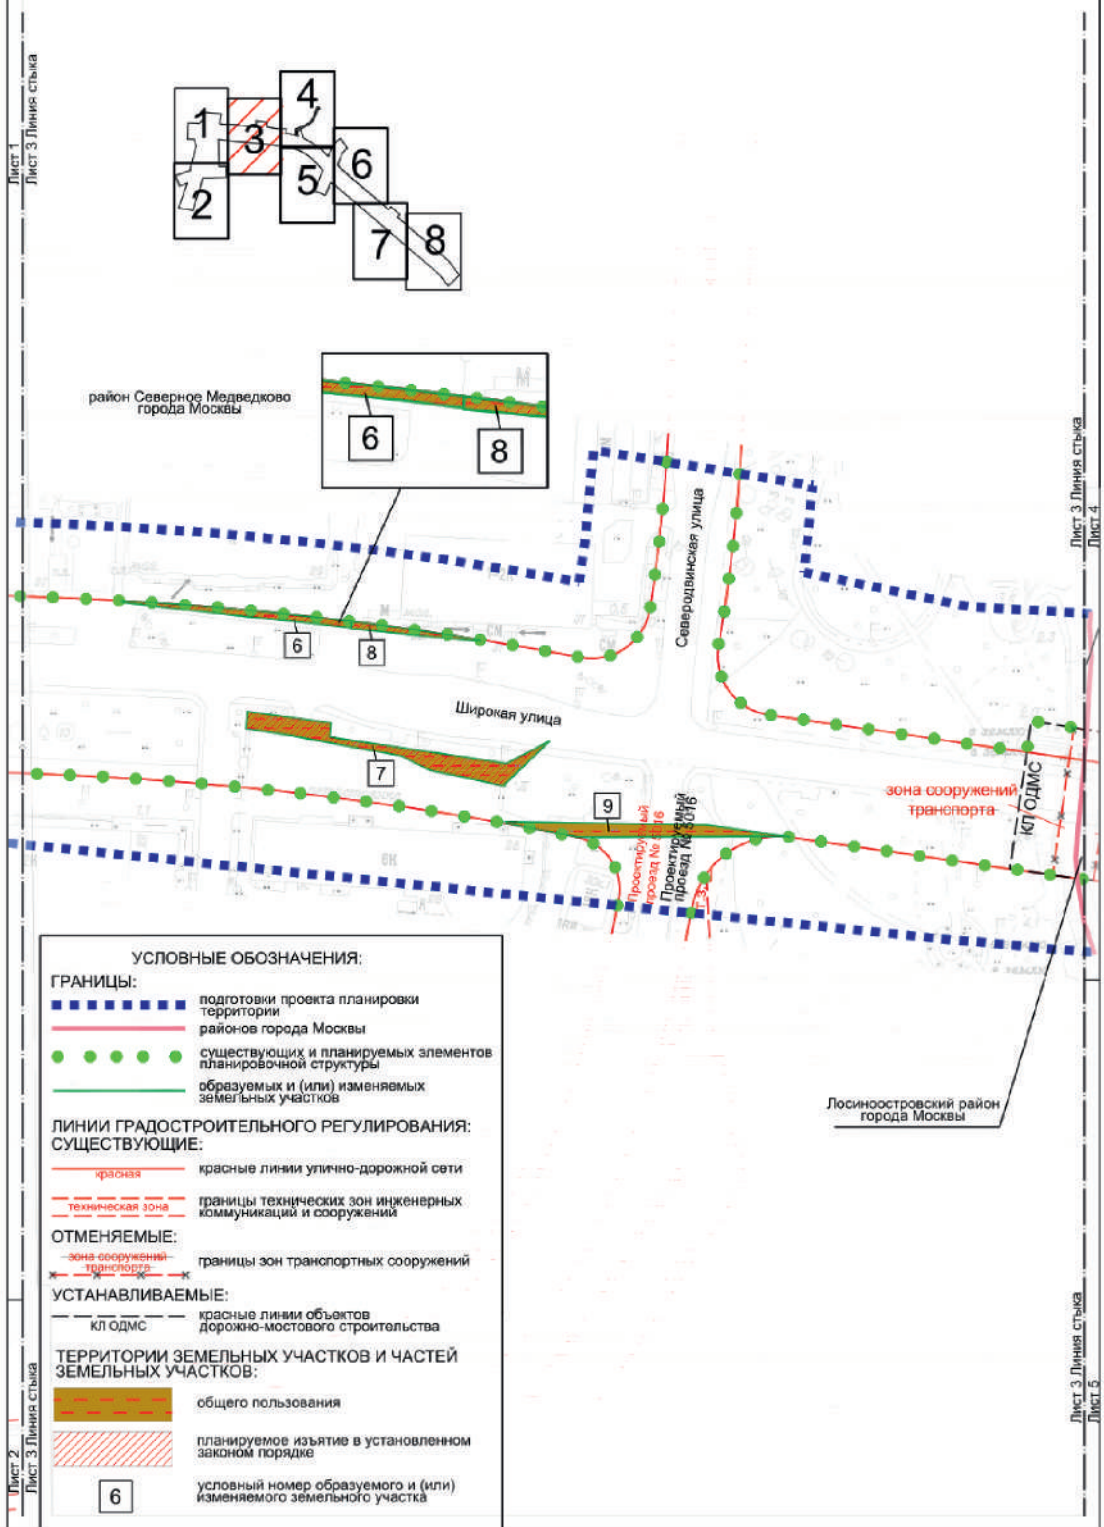 Лист 1
Лист 3 Линия стыка
1
2
3
4
5
6
7
8
район Северное Медведково
города Москвы
6
8
М
Лист 3 Линия стыка
Лист 4
Северодвинская улица
6
8
Широкая улица
7
9
Проектируемый
проезд № 5016
Проектируемый
проезд № 5016
зона сооружений
транспорта
КЛ ОДМС
Лосиноостровский район
города Москвы
УСЛОВНЫЕ ОБОЗНАЧЕНИЯ:
ГРАНИЦЫ:
подготовки проекта планировки
территории
районов города Москвы
существующих и планируемых элементов
планировочной структуры
образуемых и (или) изменяемых
земельных участков
ЛИНИИ ГРАДОСТРОИТЕЛЬНОГО РЕГУЛИРОВАНИЯ:
СУЩЕСТВУЮЩИЕ:
красная
красные линии улично-дорожной сети
техническая зона
границы технических зон инженерных
коммуникаций и сооружений
ОТМЕНЯЕМЫЕ:
зона сооружений
транспорта
границы зон транспортных сооружений
УСТАНАВЛИВАЕМЫЕ:
КЛ ОДМС
красные линии объектов
дорожно-мостового строительства
ТЕРРИТОРИИ ЗЕМЕЛЬНЫХ УЧАСТКОВ И ЧАСТЕЙ
ЗЕМЕЛЬНЫХ УЧАСТКОВ:
общего пользования
планируемое изъятие в установленном
законом порядке
6
условный номер образуемого и (или)
изменяемого земельного участка
Лист 2
Лист 3 Линия стыка
Лист 3 Линия стыка
Лист 5